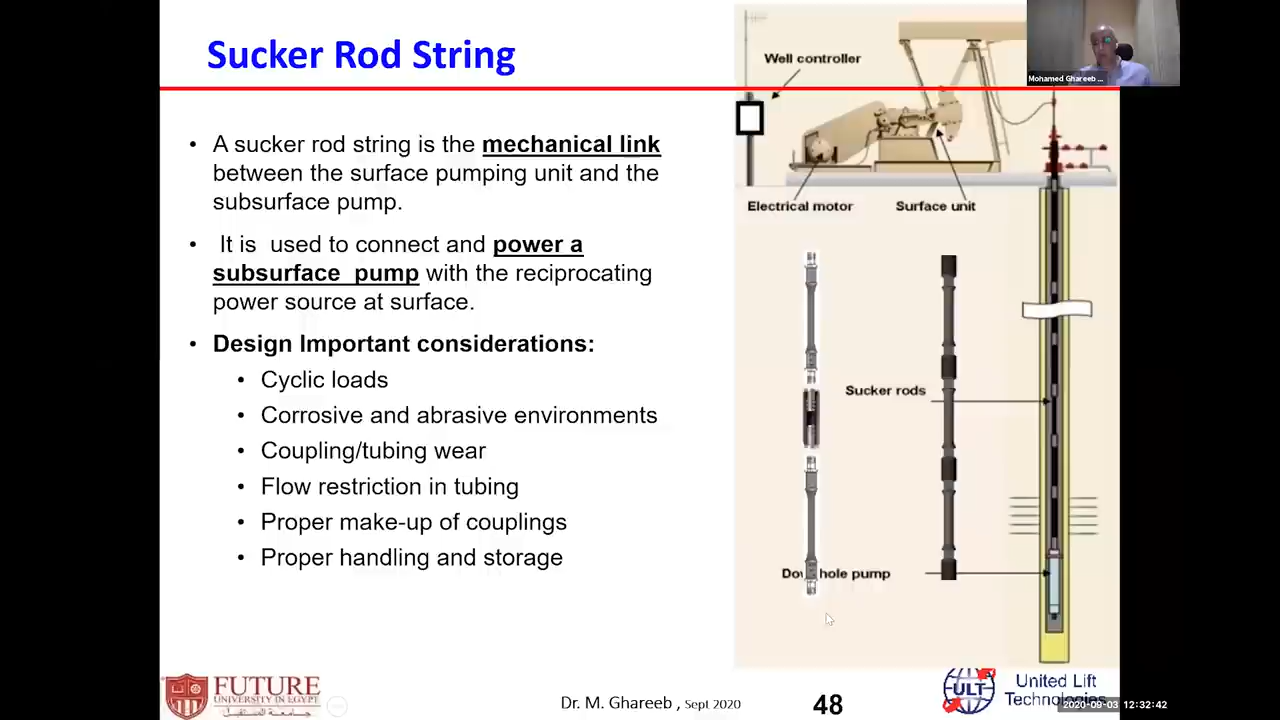 Sucker Rod String
• A sucker rod string is the mechanical link
between the surface pumping unit and the
subsurface pump.
• It is used to connect and power a
subsurface pump with the reciprocating
power source at surface.
• Design Important considerations:
• Cyclic loads
• Corrosive and abrasive environments
• Coupling/tubing wear
• Flow restriction in tubing
• Proper make-up of couplings
• Proper handling and storage
Well controller
Mohamed Ghareeb ...
Electrical motor
Surface unit
Sucker rods
hole pump
FUTURE
UNIVERSITY IN EGYPT
Dr. M. Ghareeb , Sept 2020
48
ULT
United Lift
Technologies
2020-09-03 12:32:42